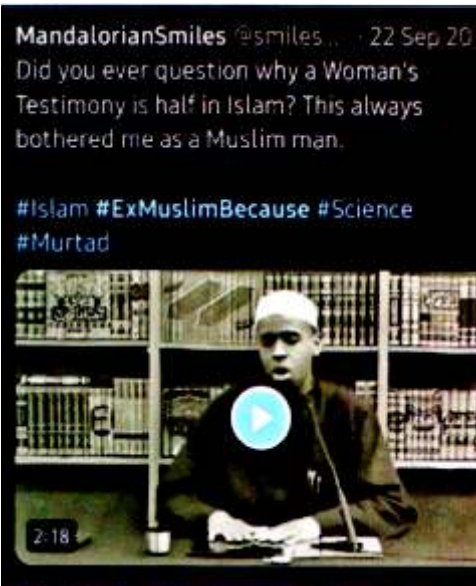 MandalorianSmiles @smiles... · 22 Sep 20
Did you ever question why a Woman's
Testimony is half in Islam? This always
bothered me as a Muslim man.
#Islam #ExMuslimBecause #Science
#Murtad
2:18